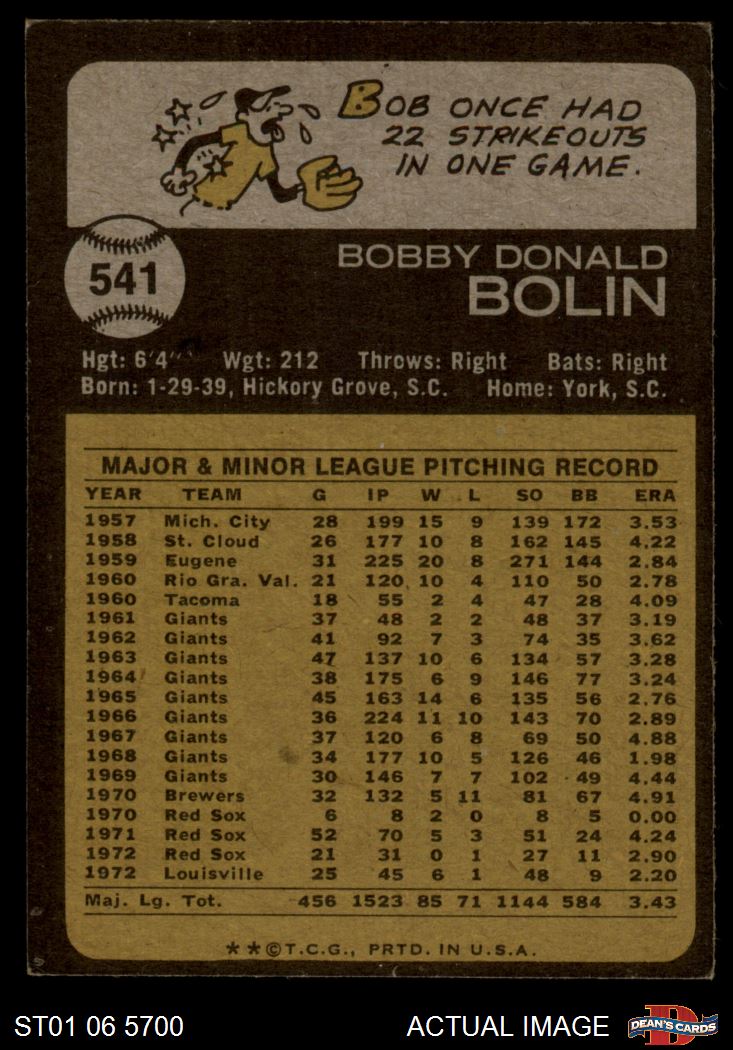 BOB ONCE HAD
22 STRIKEOUTS
IN ONE GAME.
541
BOBBY DONALD
BOLIN
Hgt: 6'4" Wgt: 212 Throws: Right Bats: Right
Born: 1-29-39, Hickory Grove, S.C. Home: York, S.C.
MAJOR & MINOR LEAGUE PITCHING RECORD
YEAR TEAM G IP W L SO BB ERA
1957 Mich. City 28 199 15 9 139 172 3.53
1958 St. Cloud 26 177 10 8 162 145 4.22
1959 Eugene 31 225 20 8 271 144 2.84
1960 Rio Gra. Val. 21 120 10 4 110 50 2.78
1960 Tacoma 18 55 2 4 47 28 4.09
1961 Giants 37 48 2 2 48 37 3.19
1962 Giants 41 92 7 3 74 35 3.62
1963 Giants 47 137 10 6 134 57 3.28
1964 Giants 38 175 6 9 146 77 3.24
1965 Giants 45 163 14 6 135 56 2.76
1966 Giants 36 224 11 10 143 70 2.89
1967 Giants 37 120 6 8 69 50 4.88
1968 Giants 34 177 10 5 126 46 1.98
1969 Giants 30 146 7 7 102 49 4.44
1970 Brewers 32 132 5 11 81 67 4.91
1970 Red Sox 6 8 2 0 8 5 0.00
1971 Red Sox 52 70 5 3 51 24 4.24
1972 Red Sox 21 31 0 1 27 11 2.90
1972 Louisville 25 45 6 1 48 9 2.20
Maj. Lg. Tot. 456 1523 85 71 1144 584 3.43
**©T.C.G., PRTD. IN U.S.A.
ST01 06 5700 ACTUAL IMAGE DEAN'S CARDS